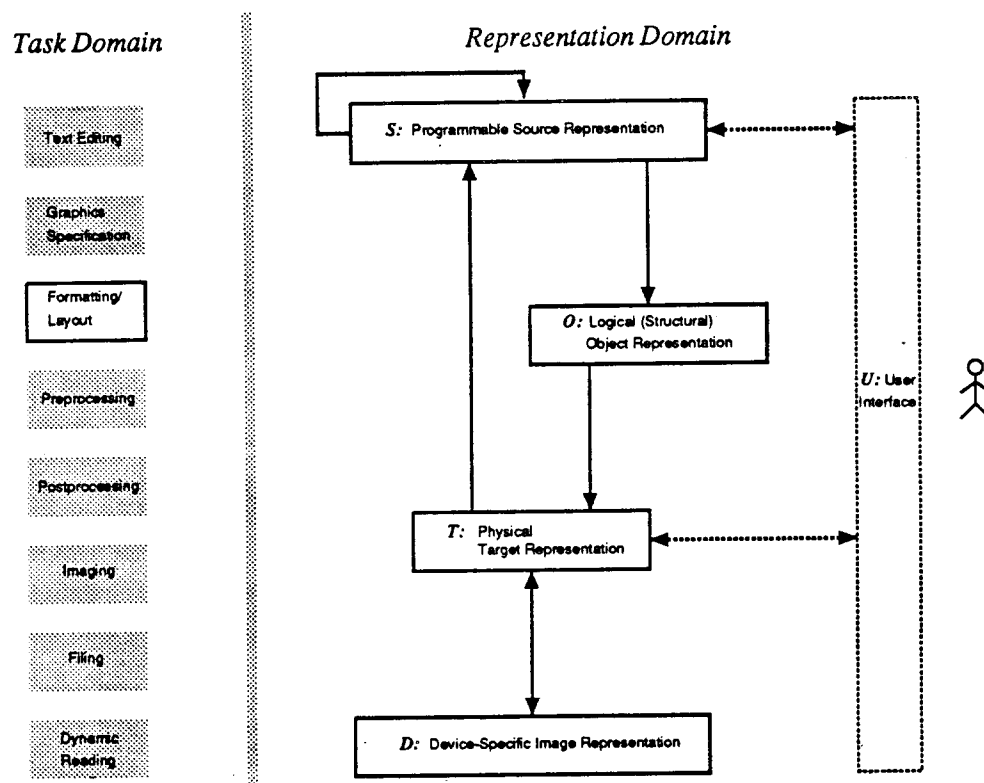 Task Domain
Representation Domain
Text Editing
Graphics
Specification
Formatting/
Layout
Preprocessing
Postprocessing
Imaging
Filing
Dynamic
Reading
S: Programmable Source Representation
O: Logical (Structural)
Object Representation
T: Physical
Target Representation
D: Device-Specific Image Representation
U: User
Interface